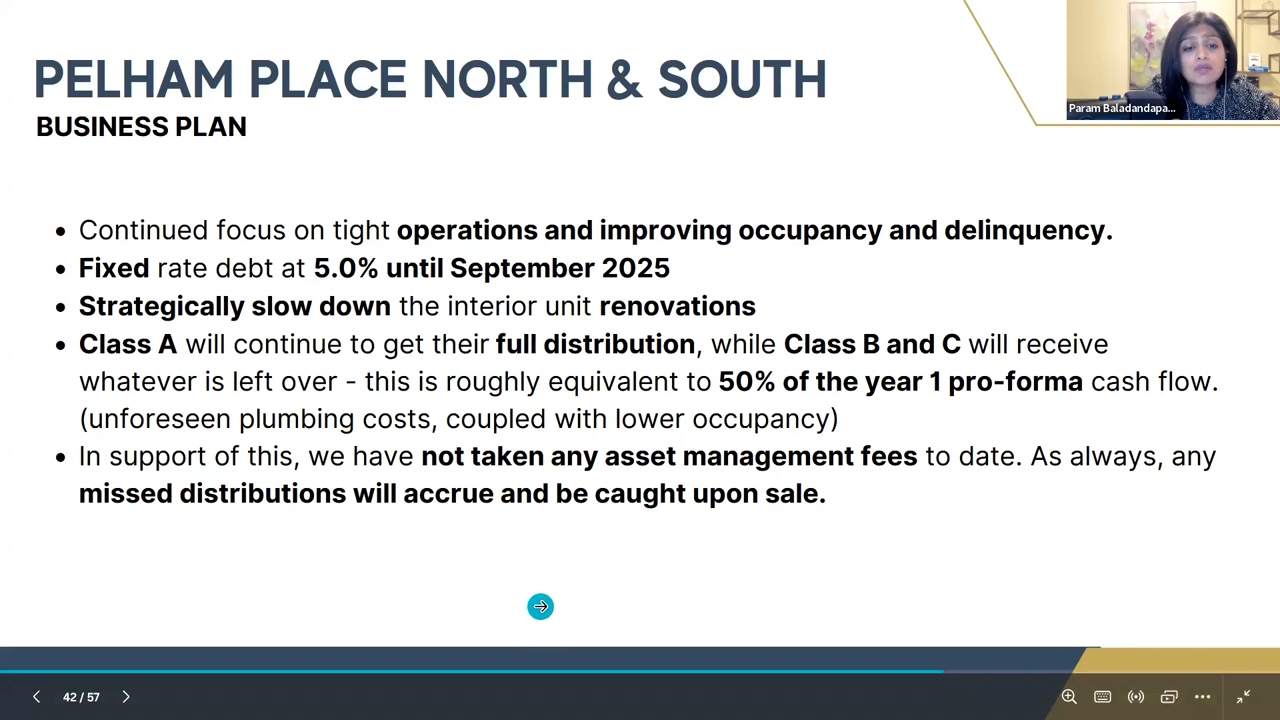 PELHAM PLACE NORTH & SOUTH
BUSINESS PLAN
Param Baladandapa...
• Continued focus on tight operations and improving occupancy and delinquency.
• Fixed rate debt at 5.0% until September 2025
• Strategically slow down the interior unit renovations
• Class A will continue to get their full distribution, while Class B and C will receive
whatever is left over - this is roughly equivalent to 50% of the year 1 pro-forma cash flow.
(unforeseen plumbing costs, coupled with lower occupancy)
• In support of this, we have not taken any asset management fees to date. As always, any
missed distributions will accrue and be caught upon sale.
42 / 57